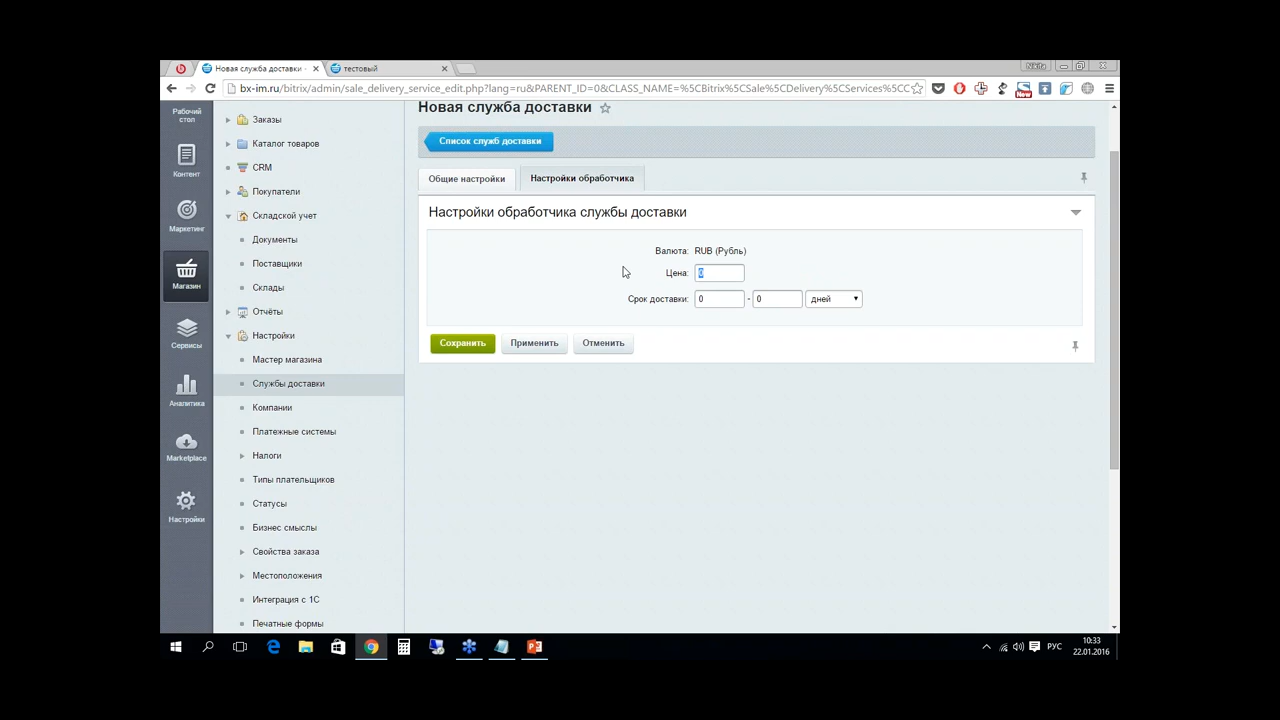 Новая служба доставки -
тестовый
Nikita
bx-im.ru/bitrix/admin/sale_delivery_service_edit.php?lang=ru&PARENT_ID=0&CLASS_NAME=%5CBitrix%5CSale%5CDelivery%5CServices%5CC
New
Рабочий
стол
Контент
Маркетинг
Магазин
Сервисы
Аналитика
Marketplace
Настройки
Заказы
Каталог товаров
CRM
Покупатели
Складской учет
Документы
Поставщики
Склады
Отчёты
Настройки
Мастер магазина
Службы доставки
Компании
Платежные системы
Налоги
Типы плательщиков
Статусы
Бизнес смыслы
Свойства заказа
Местоположения
Интеграция с 1С
Печатные формы
Новая служба доставки
Список служб доставки
Общие настройки
Настройки обработчика
Настройки обработчика службы доставки
Валюта: RUB (Рубль)
Цена: 0
Срок доставки: 0 - 0 дней
Сохранить
Применить
Отменить
РУС
10:33
22.01.2016